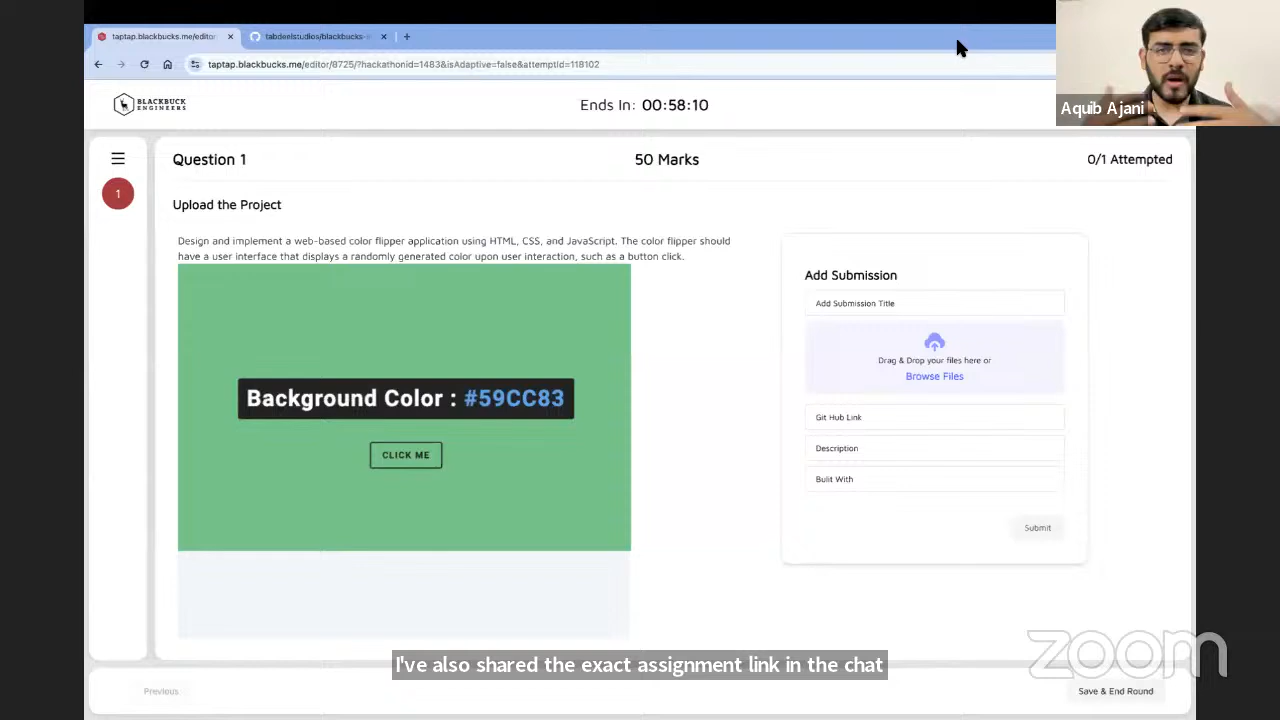 taptap.blackbucks.me/editor
tabdeelstudios/blackbucks-
taptap.blackbucks.me/editor/8725/?hackathonid=1483&isAdaptive=false&attemptId=118102
BLACKBUCK
ENGINEERS
Ends In: 00:58:10
Aquib Ajani
Question 1
50 Marks
0/1 Attempted
1
Upload the Project
Design and implement a web-based color flipper application using HTML, CSS, and JavaScript. The color flipper should
have a user interface that displays a randomly generated color upon user interaction, such as a button click.
Background Color : #59CC83
CLICK ME
Add Submission
Add Submission Title
Drag & Drop your files here or
Browse Files
Git Hub Link
Description
Bulit With
Submit
I've also shared the exact assignment link in the chat
zoom
Previous
Save & End Round